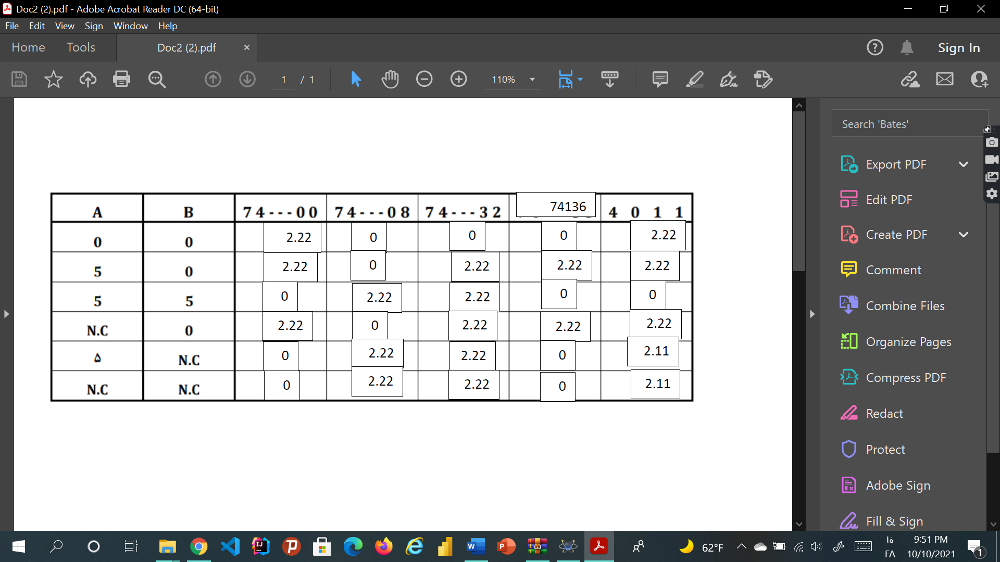 Doc2 (2).pdf - Adobe Acrobat Reader DC (64-bit)
File Edit View Sign Window Help
Home Tools Doc2 (2).pdf × Sign In
1 / 1 110%
Search 'Bates'
Export PDF
Edit PDF
Create PDF
Comment
Combine Files
Organize Pages
Compress PDF
Redact
Protect
Adobe Sign
Fill & Sign
A B 74---00 74---08 74---32 74136 4 0 1 1
0 0 2.22 0 0 0 2.22
5 0 2.22 0 2.22 2.22 2.22
5 5 0 2.22 2.22 0 0
N.C 0 2.22 0 2.22 2.22 2.22
۵ N.C 0 2.22 2.22 0 2.11
N.C N.C 0 2.22 2.22 0 2.11
62°F فا 9:51 PM
FA 10/10/2021 1